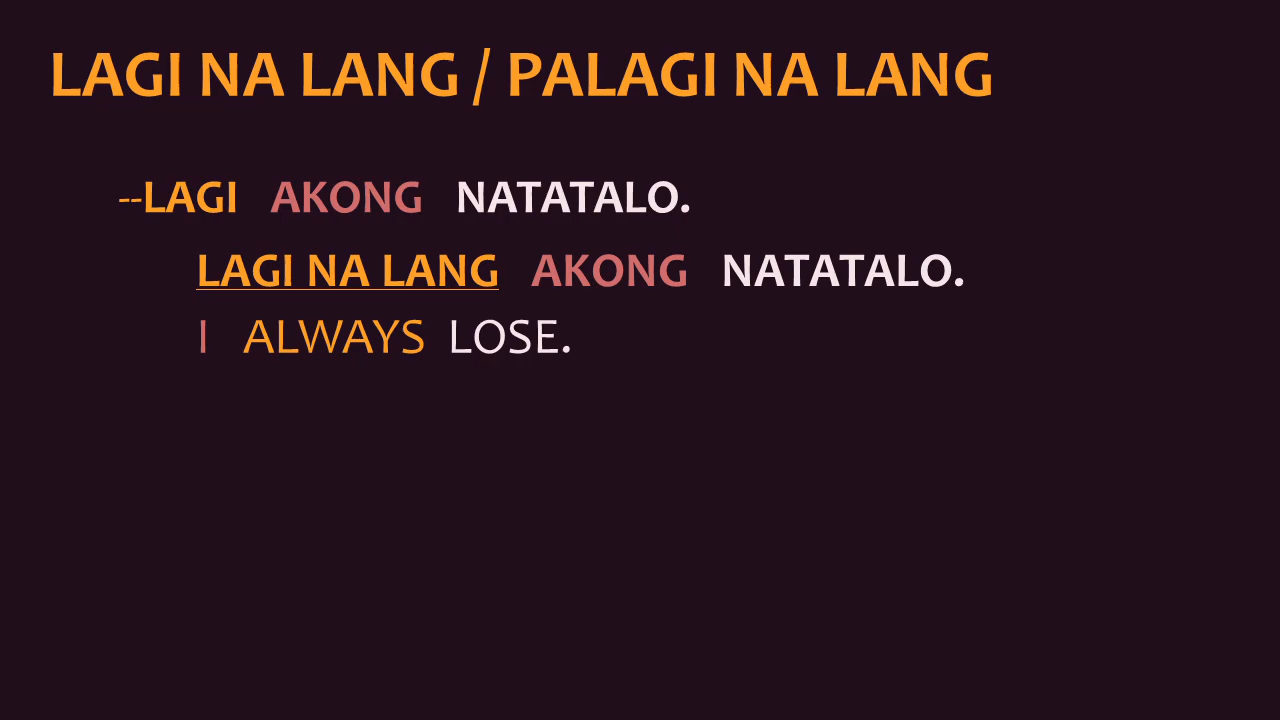 LAGI NA LANG / PALAGI NA LANG
--LAGI AKONG NATATALO.
LAGI NA LANG AKONG NATATALO.
I ALWAYS LOSE.